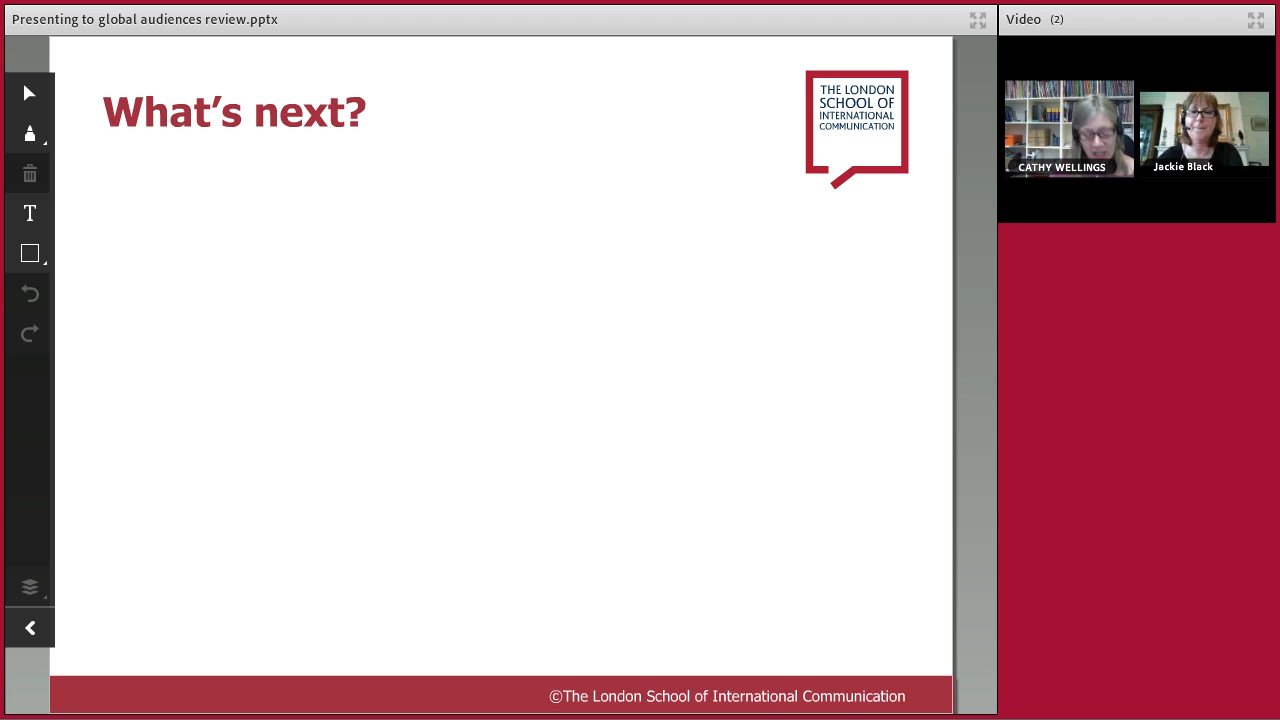 Presenting to global audiences review.pptx
Video (2)
What's next?
THE LONDON
SCHOOL OF
INTERNATIONAL
COMMUNICATION
CATHY WELLINGS
Jackie Black
T
©The London School of International Communication